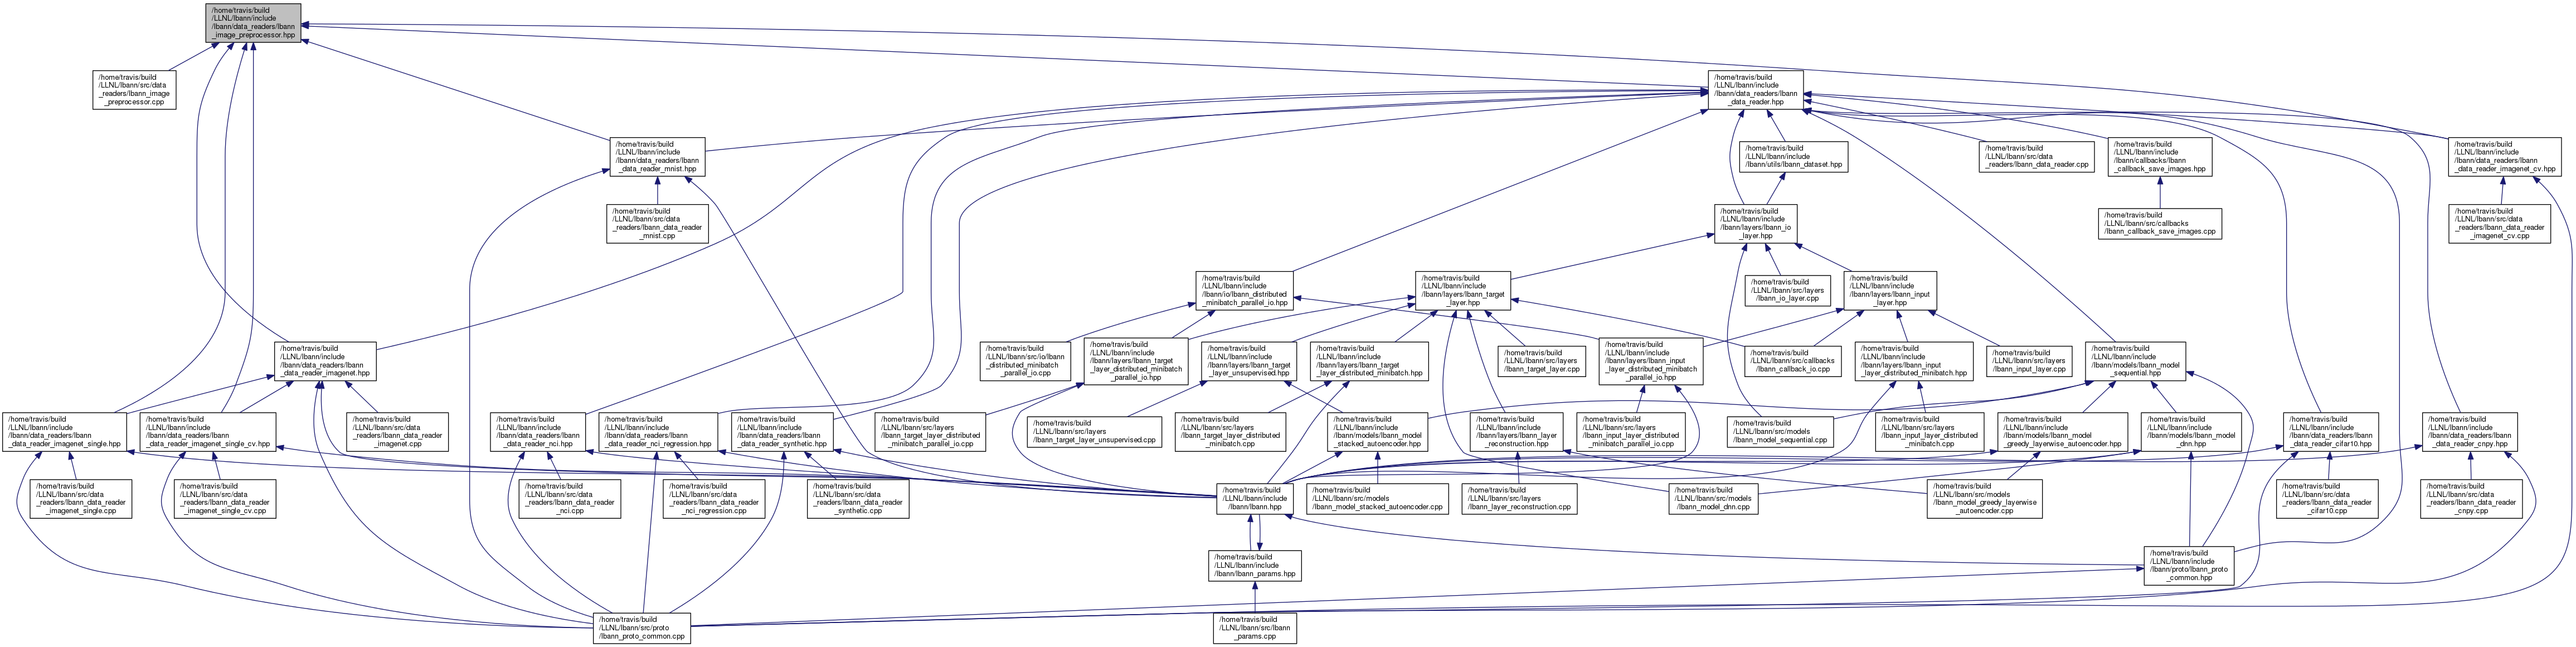 /home/travis/build
/LLNL/lbann/include
/lbann/data_readers/lbann
_image_preprocessor.hpp
/home/travis/build
/LLNL/lbann/src/data
_readers/lbann_image
_preprocessor.cpp
/home/travis/build
/LLNL/lbann/include
/lbann/data_readers/lbann
_data_reader.hpp
/home/travis/build
/LLNL/lbann/include
/lbann/data_readers/lbann
_data_reader_mnist.hpp
/home/travis/build
/LLNL/lbann/include
/lbann/utils/lbann_dataset.hpp
/home/travis/build
/LLNL/lbann/src/data
_readers/lbann_data_reader.cpp
/home/travis/build
/LLNL/lbann/include
/lbann/callbacks/lbann
_callback_save_images.hpp
/home/travis/build
/LLNL/lbann/include
/lbann/data_readers/lbann
_data_reader_imagenet_cv.hpp
/home/travis/build
/LLNL/lbann/src/data
_readers/lbann_data_reader
_mnist.cpp
/home/travis/build
/LLNL/lbann/include
/lbann/layers/lbann_io
_layer.hpp
/home/travis/build
/LLNL/lbann/src/callbacks
/lbann_callback_save_images.cpp
/home/travis/build
/LLNL/lbann/src/data
_readers/lbann_data_reader
_imagenet_cv.cpp
/home/travis/build
/LLNL/lbann/include
/lbann/io/lbann_distributed
_minibatch_parallel_io.hpp
/home/travis/build
/LLNL/lbann/include
/lbann/layers/lbann_target
_layer.hpp
/home/travis/build
/LLNL/lbann/src/layers
/lbann_io_layer.cpp
/home/travis/build
/LLNL/lbann/include
/lbann/layers/lbann_input
_layer.hpp
/home/travis/build
/LLNL/lbann/include
/lbann/data_readers/lbann
_data_reader_imagenet.hpp
/home/travis/build
/LLNL/lbann/src/io/lbann
_distributed_minibatch
_parallel_io.cpp
/home/travis/build
/LLNL/lbann/include
/lbann/layers/lbann_target
_layer_distributed_minibatch
_parallel_io.hpp
/home/travis/build
/LLNL/lbann/include
/lbann/layers/lbann_target
_layer_unsupervised.hpp
/home/travis/build
/LLNL/lbann/include
/lbann/layers/lbann_target
_layer_distributed_minibatch.hpp
/home/travis/build
/LLNL/lbann/src/layers
/lbann_target_layer.cpp
/home/travis/build
/LLNL/lbann/include
/lbann/layers/lbann_input
_layer_distributed_minibatch
_parallel_io.hpp
/home/travis/build
/LLNL/lbann/src/callbacks
/lbann_callback_io.cpp
/home/travis/build
/LLNL/lbann/include
/lbann/layers/lbann_input
_layer_distributed_minibatch.hpp
/home/travis/build
/LLNL/lbann/src/layers
/lbann_input_layer.cpp
/home/travis/build
/LLNL/lbann/include
/lbann/models/lbann_model
_sequential.hpp
/home/travis/build
/LLNL/lbann/include
/lbann/data_readers/lbann
_data_reader_imagenet_single.hpp
/home/travis/build
/LLNL/lbann/include
/lbann/data_readers/lbann
_data_reader_imagenet_single_cv.hpp
/home/travis/build
/LLNL/lbann/src/data
_readers/lbann_data_reader
_imagenet.cpp
/home/travis/build
/LLNL/lbann/include
/lbann/data_readers/lbann
_data_reader_nci.hpp
/home/travis/build
/LLNL/lbann/include
/lbann/data_readers/lbann
_data_reader_nci_regression.hpp
/home/travis/build
/LLNL/lbann/include
/lbann/data_readers/lbann
_data_reader_synthetic.hpp
/home/travis/build
/LLNL/lbann/src/layers
/lbann_target_layer_distributed
_minibatch_parallel_io.cpp
/home/travis/build
/LLNL/lbann/src/layers
/lbann_target_layer_unsupervised.cpp
/home/travis/build
/LLNL/lbann/src/layers
/lbann_target_layer_distributed
_minibatch.cpp
/home/travis/build
/LLNL/lbann/include
/lbann/models/lbann_model
_stacked_autoencoder.hpp
/home/travis/build
/LLNL/lbann/include
/lbann/layers/lbann_layer
_reconstruction.hpp
/home/travis/build
/LLNL/lbann/src/layers
/lbann_input_layer_distributed
_minibatch_parallel_io.cpp
/home/travis/build
/LLNL/lbann/src/models
/lbann_model_sequential.cpp
/home/travis/build
/LLNL/lbann/src/layers
/lbann_input_layer_distributed
_minibatch.cpp
/home/travis/build
/LLNL/lbann/include
/lbann/models/lbann_model
_greedy_layerwise_autoencoder.hpp
/home/travis/build
/LLNL/lbann/include
/lbann/models/lbann_model
_dnn.hpp
/home/travis/build
/LLNL/lbann/include
/lbann/data_readers/lbann
_data_reader_cifar10.hpp
/home/travis/build
/LLNL/lbann/include
/lbann/data_readers/lbann
_data_reader_cnpy.hpp
/home/travis/build
/LLNL/lbann/src/data
_readers/lbann_data_reader
_imagenet_single.cpp
/home/travis/build
/LLNL/lbann/src/data
_readers/lbann_data_reader
_imagenet_single_cv.cpp
/home/travis/build
/LLNL/lbann/src/data
_readers/lbann_data_reader
_nci.cpp
/home/travis/build
/LLNL/lbann/src/data
_readers/lbann_data_reader
_nci_regression.cpp
/home/travis/build
/LLNL/lbann/src/data
_readers/lbann_data_reader
_synthetic.cpp
/home/travis/build
/LLNL/lbann/include
/lbann/lbann.hpp
/home/travis/build
/LLNL/lbann/src/models
/lbann_model_stacked_autoencoder.cpp
/home/travis/build
/LLNL/lbann/src/layers
/lbann_layer_reconstruction.cpp
/home/travis/build
/LLNL/lbann/src/models
/lbann_model_dnn.cpp
/home/travis/build
/LLNL/lbann/src/models
/lbann_model_greedy_layerwise
_autoencoder.cpp
/home/travis/build
/LLNL/lbann/src/data
_readers/lbann_data_reader
_cifar10.cpp
/home/travis/build
/LLNL/lbann/src/data
_readers/lbann_data_reader
_cnpy.cpp
/home/travis/build
/LLNL/lbann/include
/lbann/lbann_params.hpp
/home/travis/build
/LLNL/lbann/include
/lbann/proto/lbann_proto
_common.hpp
/home/travis/build
/LLNL/lbann/src/proto
/lbann_proto_common.cpp
/home/travis/build
/LLNL/lbann/src/lbann
_params.cpp